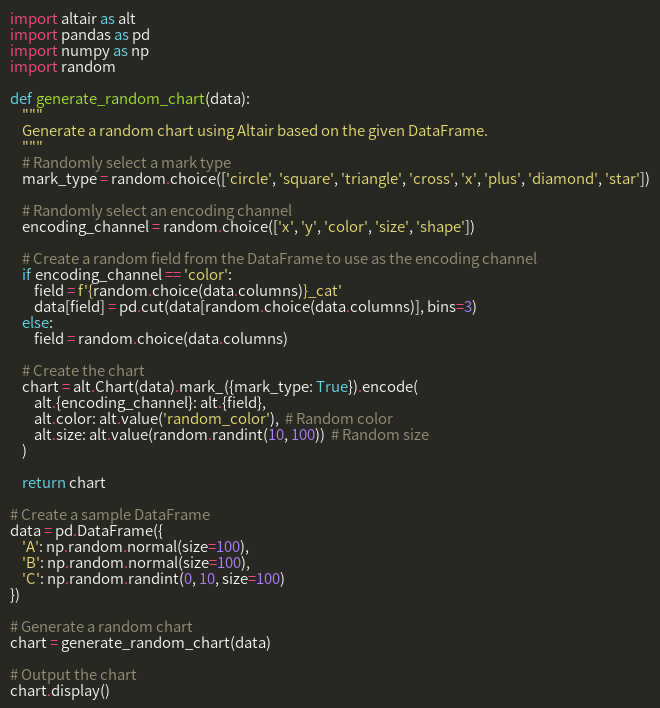 import altair as alt
import pandas as pd
import numpy as np
import random

def generate_random_chart(data):
    """
    Generate a random chart using Altair based on the given DataFrame.
    """
    # Randomly select a mark type
    mark_type = random.choice(['circle', 'square', 'triangle', 'cross', 'x', 'plus', 'diamond', 'star'])

    # Randomly select an encoding channel
    encoding_channel = random.choice(['x', 'y', 'color', 'size', 'shape'])

    # Create a random field from the DataFrame to use as the encoding channel
    if encoding_channel == 'color':
        field = f'{random.choice(data.columns)}_cat'
        data[field] = pd.cut(data[random.choice(data.columns)], bins=3)
    else:
        field = random.choice(data.columns)

    # Create the chart
    chart = alt.Chart(data).mark_({mark_type: True}).encode(
        alt.{encoding_channel}: alt.{field},
        alt.color: alt.value('random_color'),  # Random color
        alt.size: alt.value(random.randint(10, 100))  # Random size
    )

    return chart

# Create a sample DataFrame
data = pd.DataFrame({
    'A': np.random.normal(size=100),
    'B': np.random.normal(size=100),
    'C': np.random.randint(0, 10, size=100)
})

# Generate a random chart
chart = generate_random_chart(data)

# Output the chart
chart.display()